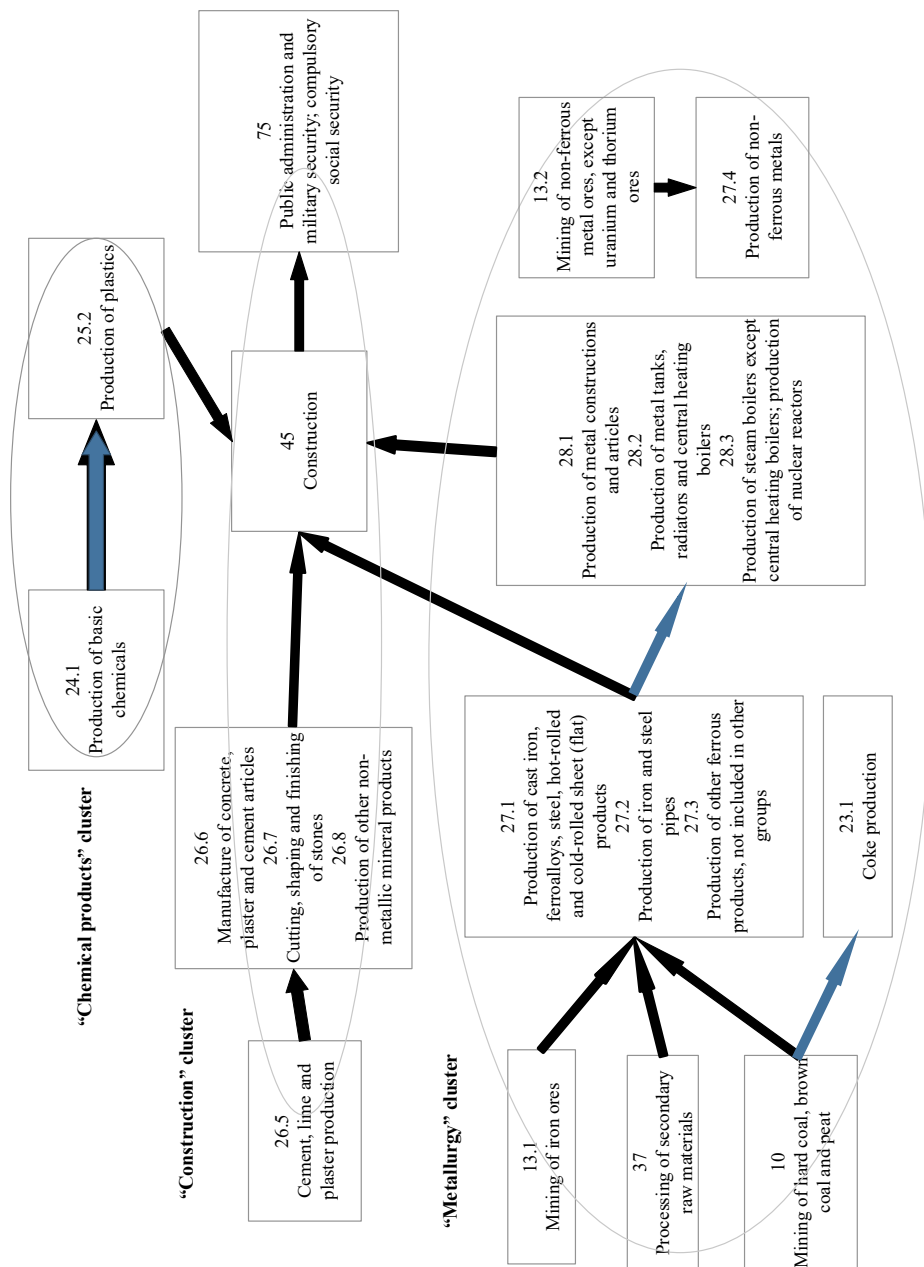 “Chemical products” cluster
24.1
Production of basic
chemicals
25.2
Production of plastics
“Construction” cluster
26.5
Cement, lime and
plaster production
26.6
Manufacture of concrete,
plaster and cement articles
26.7
Cutting, shaping and finishing
of stones
26.8
Production of other non-
metallic mineral products
45
Construction
75
Public administration and
military security; compulsory
social security
“Metallurgy” cluster
13.1
Mining of iron ores
37
Processing of secondary
raw materials
10
Mining of hard coal, brown
coal and peat
27.1
Production of cast iron,
ferroalloys, steel, hot-rolled
and cold-rolled sheet (flat)
products
27.2
Production of iron and steel
pipes
27.3
Production of other ferrous
products, not included in other
groups
23.1
Coke production
28.1
Production of metal constructions
and articles
28.2
Production of metal tanks,
radiators and central heating
boilers
28.3
Production of steam boilers except
central heating boilers; production
of nuclear reactors
13.2
Mining of non-ferrous
metal ores, except
uranium and thorium
ores
27.4
Production of non-
ferrous metals